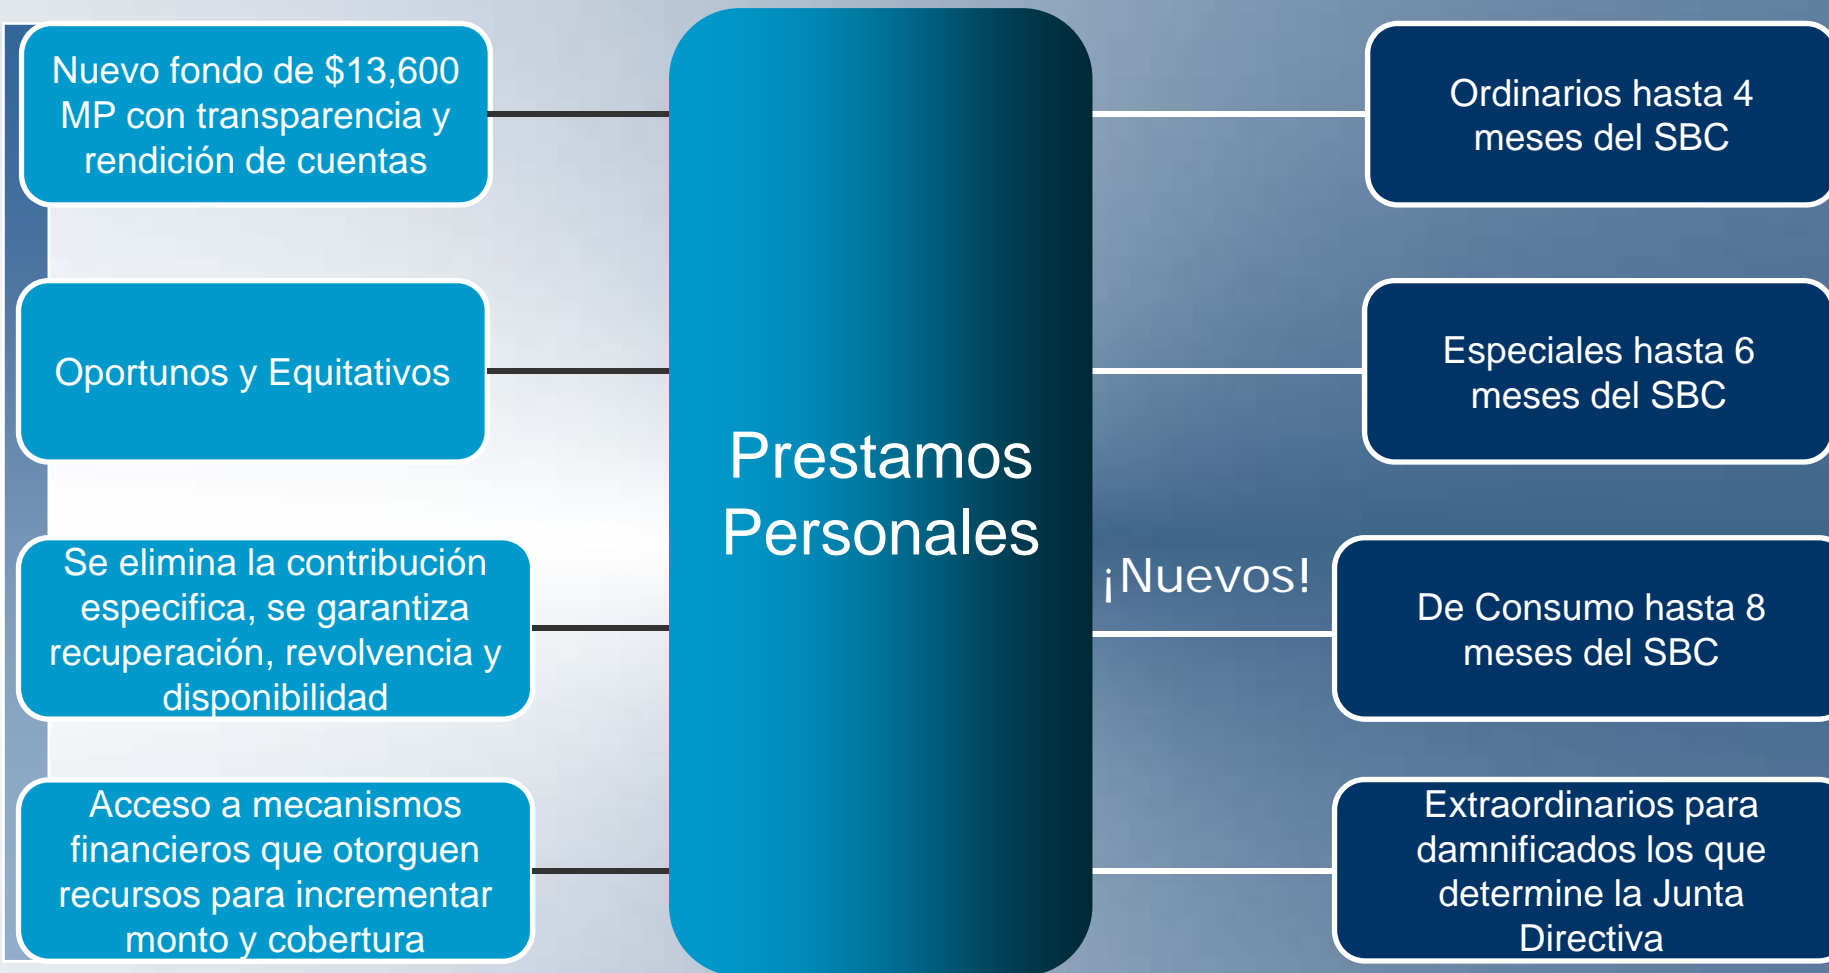 Nuevo fondo de $13,600
MP con transparencia y
rendición de cuentas
Oportunos y Equitativos
Se elimina la contribución
especifica, se garantiza
recuperación, revolvencia y
disponibilidad
Acceso a mecanismos
financieros que otorguen
recursos para incrementar
monto y cobertura
Prestamos
Personales
Ordinarios hasta 4
meses del SBC
Especiales hasta 6
meses del SBC
¡Nuevos!
De Consumo hasta 8
meses del SBC
Extraordinarios para
damnificados los que
determine la Junta
Directiva